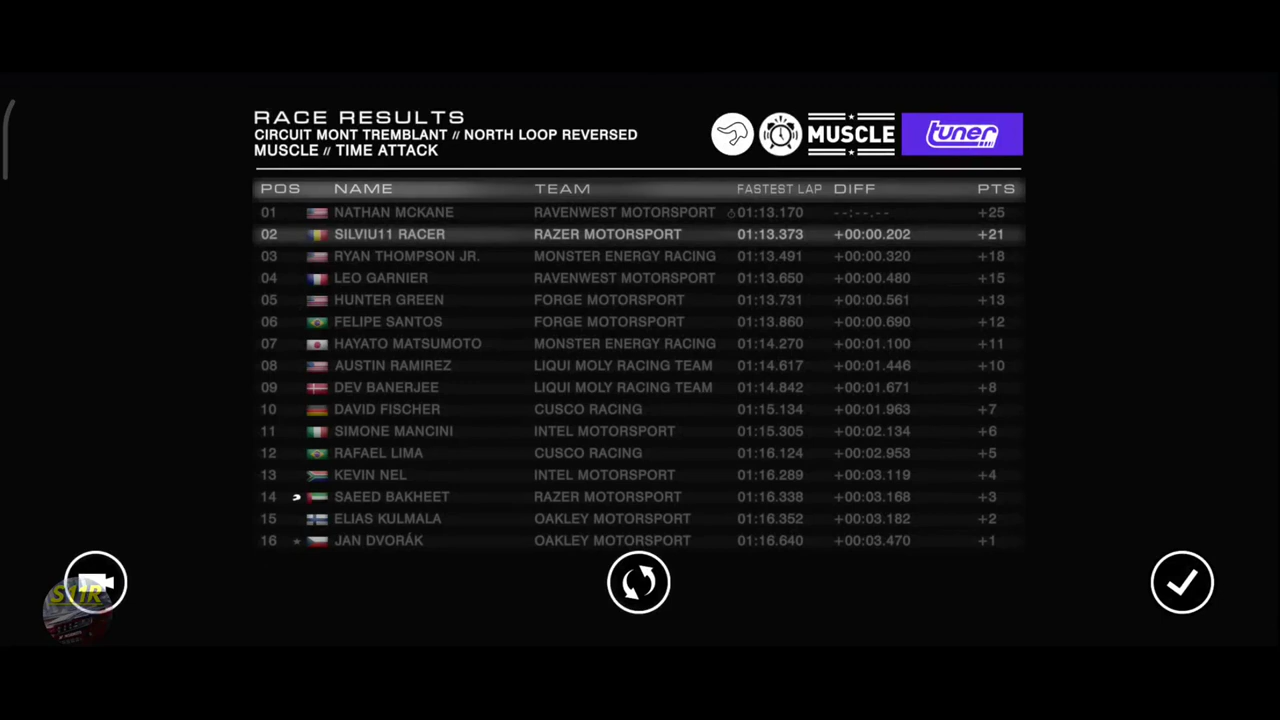 RACE RESULTS
CIRCUIT MONT TREMBLANT // NORTH LOOP REVERSED
MUSCLE // TIME ATTACK
MUSCLE
tuner
POS NAME TEAM FASTEST LAP DIFF PTS
01 NATHAN MCKANE RAVENWEST MOTORSPORT 01:13.170 --:--.-- +25
02 SILVIU11 RACER RAZER MOTORSPORT 01:13.373 +00:00.202 +21
03 RYAN THOMPSON JR. MONSTER ENERGY RACING 01:13.491 +00:00.320 +18
04 LEO GARNIER RAVENWEST MOTORSPORT 01:13.650 +00:00.480 +15
05 HUNTER GREEN FORGE MOTORSPORT 01:13.731 +00:00.561 +13
06 FELIPE SANTOS FORGE MOTORSPORT 01:13.860 +00:00.690 +12
07 HAYATO MATSUMOTO MONSTER ENERGY RACING 01:14.270 +00:01.100 +11
08 AUSTIN RAMIREZ LIQUI MOLY RACING TEAM 01:14.617 +00:01.446 +10
09 DEV BANERJEE LIQUI MOLY RACING TEAM 01:14.842 +00:01.671 +8
10 DAVID FISCHER CUSCO RACING 01:15.134 +00:01.963 +7
11 SIMONE MANCINI INTEL MOTORSPORT 01:15.305 +00:02.134 +6
12 RAFAEL LIMA CUSCO RACING 01:16.124 +00:02.953 +5
13 KEVIN NEL INTEL MOTORSPORT 01:16.289 +00:03.119 +4
14 SAEED BAKHEET RAZER MOTORSPORT 01:16.338 +00:03.168 +3
15 ELIAS KULMALA OAKLEY MOTORSPORT 01:16.352 +00:03.182 +2
16 JAN DVORÁK OAKLEY MOTORSPORT 01:16.640 +00:03.470 +1
S11R